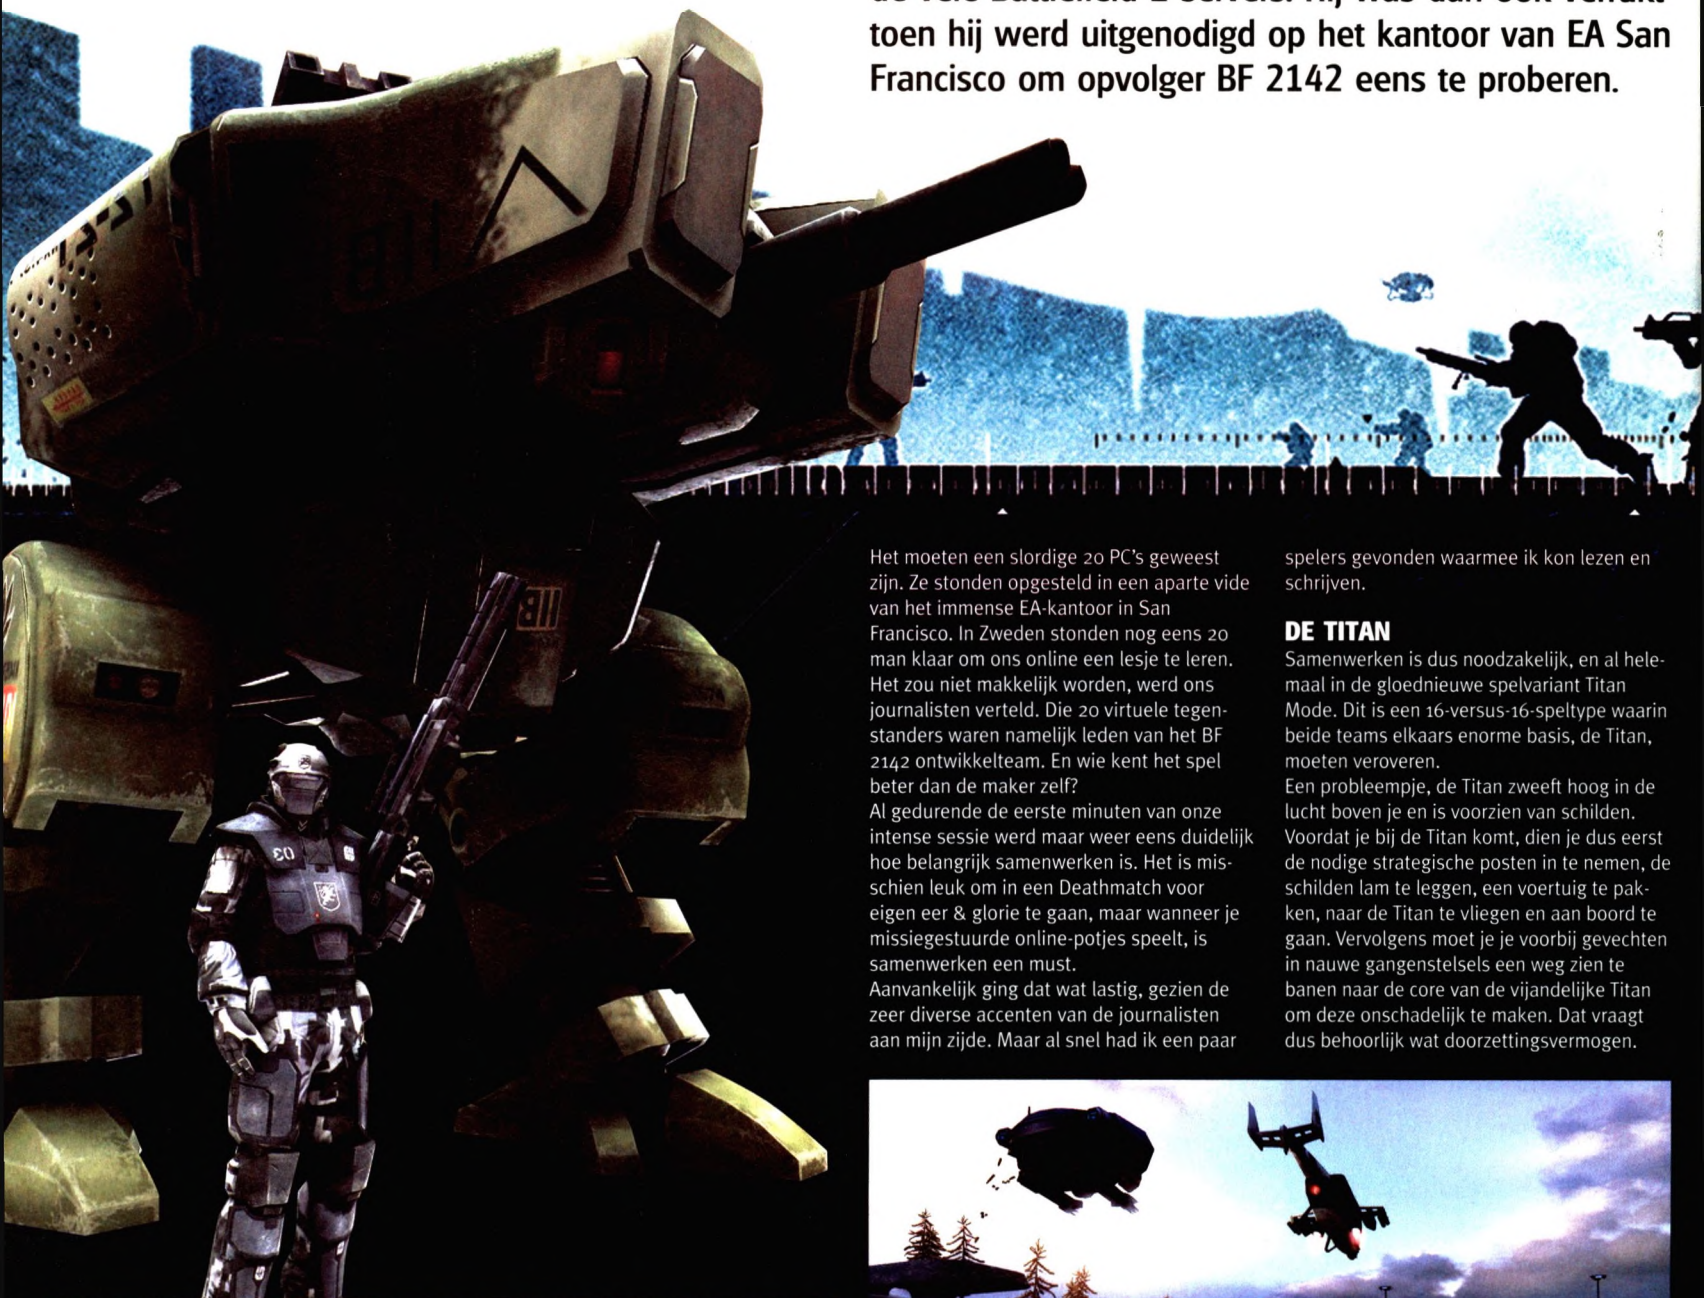 toen hij werd uitgenodigd op het kantoor van EA San
Francisco om opvolger BF 2142 eens te proberen.
Het moeten een slordige 20 PC's geweest
zijn. Ze stonden opgesteld in een aparte vide
van het immense EA-kantoor in San
Francisco. In Zweden stonden nog eens 20
man klaar om ons online een lesje te leren.
Het zou niet makkelijk worden, werd ons
journalisten verteld. Die 20 virtuele tegen-
standers waren namelijk leden van het BF
2142 ontwikkelteam. En wie kent het spel
beter dan de maker zelf?
Al gedurende de eerste minuten van onze
intense sessie werd maar weer eens duidelijk
hoe belangrijk samenwerken is. Het is mis-
schien leuk om in een Deathmatch voor
eigen eer & glorie te gaan, maar wanneer je
missiegestuurde online-potjes speelt, is
samenwerken een must.
Aanvankelijk ging dat wat lastig, gezien de
zeer diverse accenten van de journalisten
aan mijn zijde. Maar al snel had ik een paar
spelers gevonden waarmee ik kon lezen en
schrijven.
DE TITAN
Samenwerken is dus noodzakelijk, en al hele-
maal in de gloednieuwe spelvariant Titan
Mode. Dit is een 16-versus-16-speltype waarin
beide teams elkaars enorme basis, de Titan,
moeten veroveren.
Een probleempje, de Titan zweeft hoog in de
lucht boven je en is voorzien van schilden.
Voordat je bij de Titan komt, dien je dus eerst
de nodige strategische posten in te nemen, de
schilden lam te leggen, een voertuig te pak-
ken, naar de Titan te vliegen en aan boord te
gaan. Vervolgens moet je je voorbij gevechten
in nauwe gangenstelsels een weg zien te
banen naar de core van de vijandelijke Titan
om deze onschadelijk te maken. Dat vraagt
dus behoorlijk wat doorzettingsvermogen.